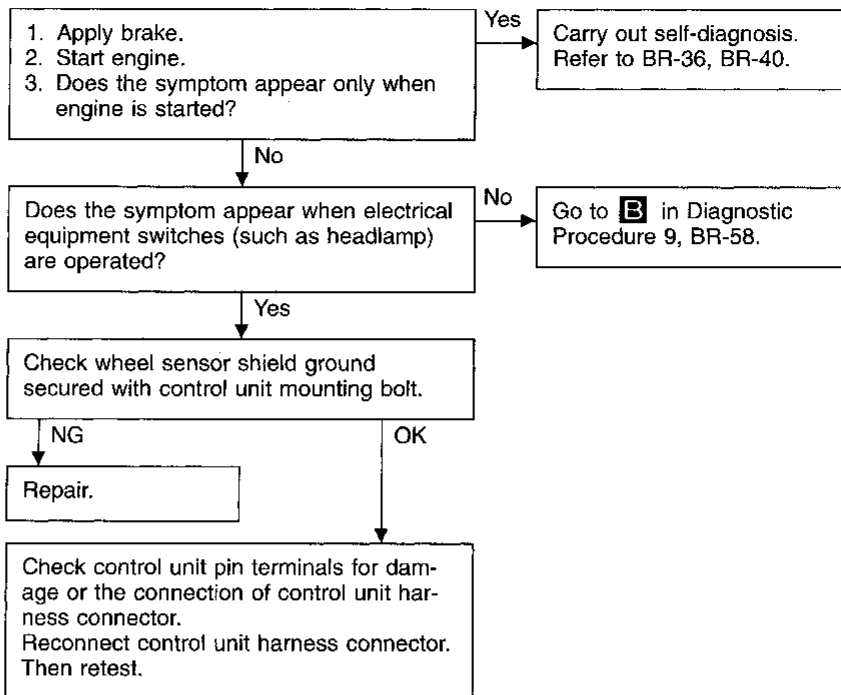 1. Apply brake.
2. Start engine.
3. Does the symptom appear only when
engine is started?
Yes
Carry out self-diagnosis.
Refer to BR-36, BR-40.
No
Does the symptom appear when electrical
equipment switches (such as headlamp)
are operated?
No
Go to B in Diagnostic
Procedure 9, BR-58.
Yes
Check wheel sensor shield ground
secured with control unit mounting bolt.
NG
OK
Repair.
Check control unit pin terminals for dam-
age or the connection of control unit har-
ness connector.
Reconnect control unit harness connector.
Then retest.